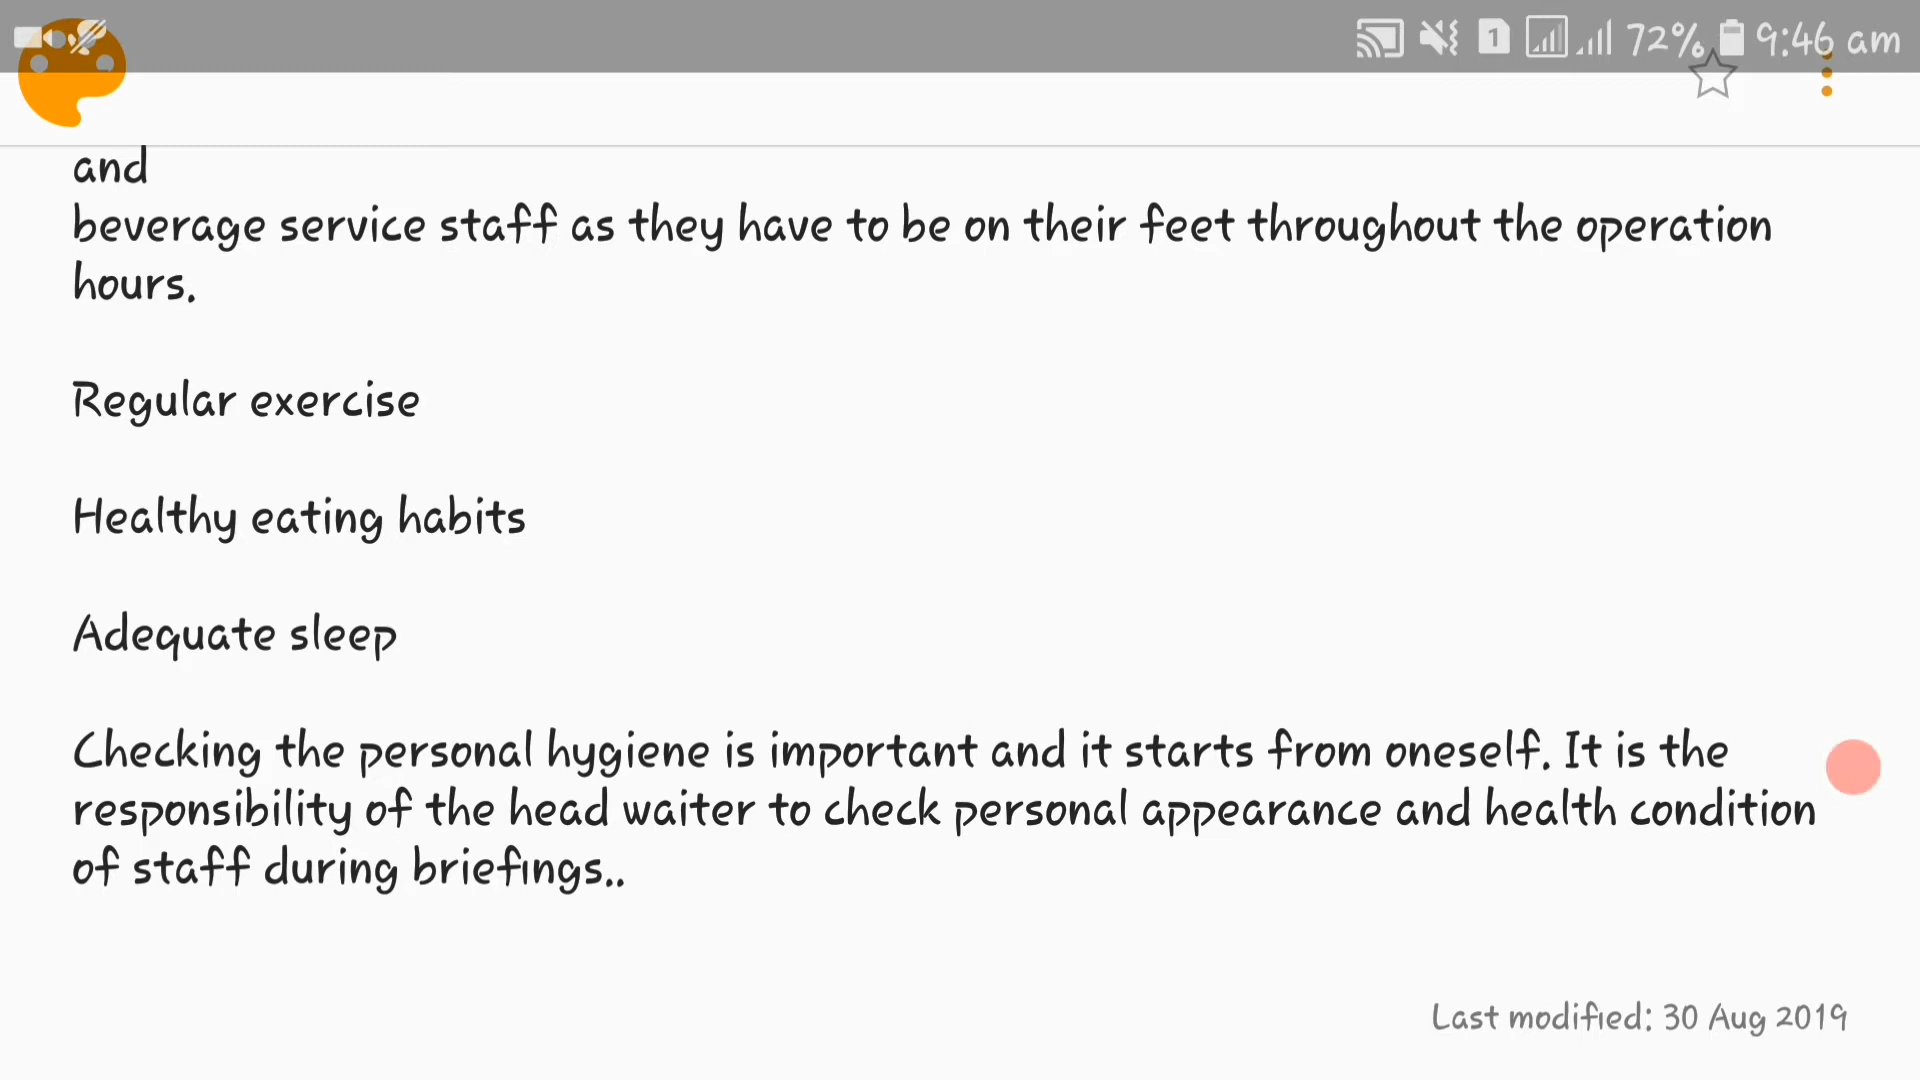 1 72% 9:46 am
and
beverage service staff as they have to be on their feet throughout the operation
hours.
Regular exercise
Healthy eating habits
Adequate sleep
Checking the personal hygiene is important and it starts from oneself. It is the
responsibility of the head waiter to check personal appearance and health condition
of staff during briefings..
Last modified: 30 Aug 2019